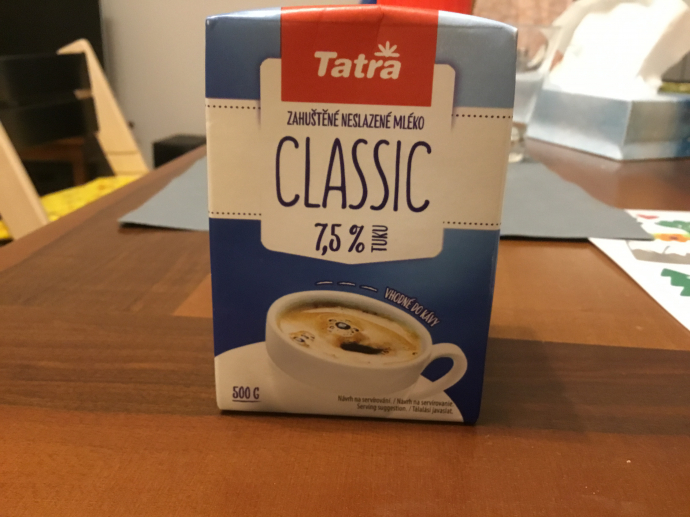 Tatra
ZAHUŠTĚNÉ NESLAZENÉ MLÉKO
CLASSIC
7,5 % TUKU
VHODNÉ DO KÁVY
500 G
Návrh na servírování. / Návrh na servírovanie.
Serving suggestion. / Tálalási javaslat.